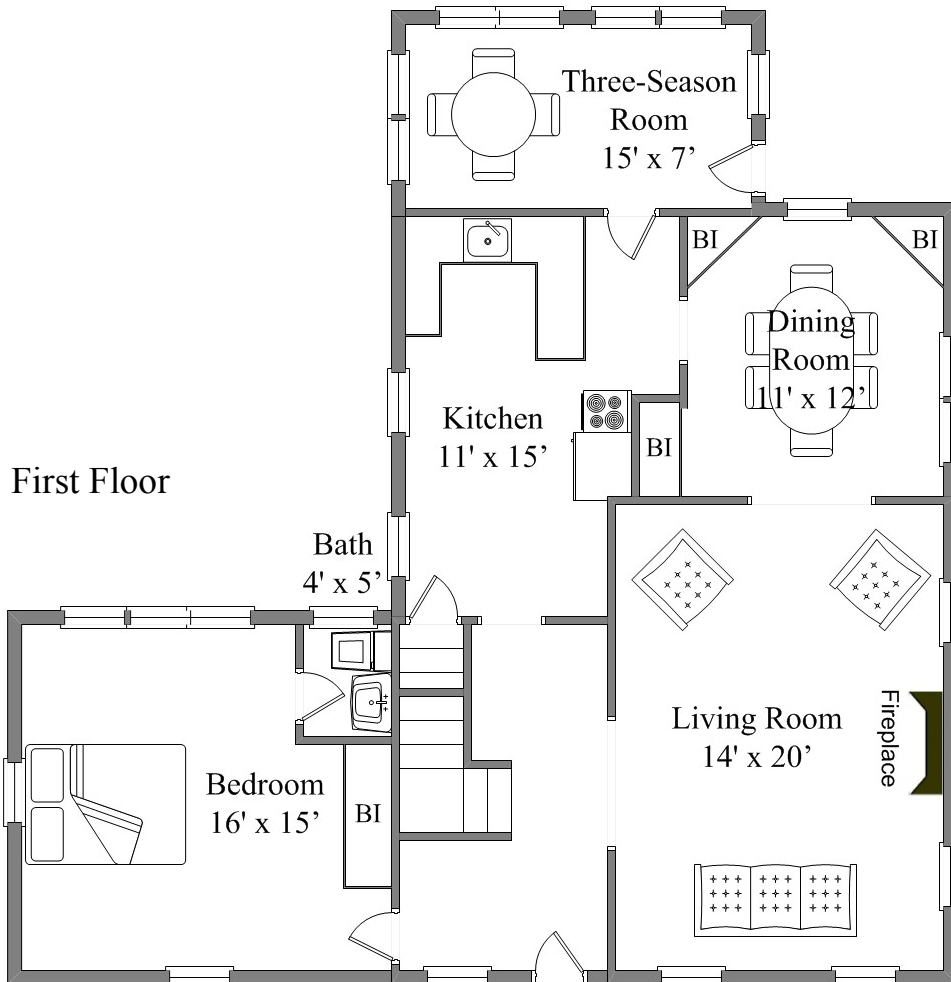 Three-Season
Room
15' x 7’
BI
BI
Dining
Room
11' x 12’
Kitchen
11' x 15’
BI
First Floor
Bath
4' x 5’
Living Room
14' x 20’
Fireplace
Bedroom
16' x 15’
BI